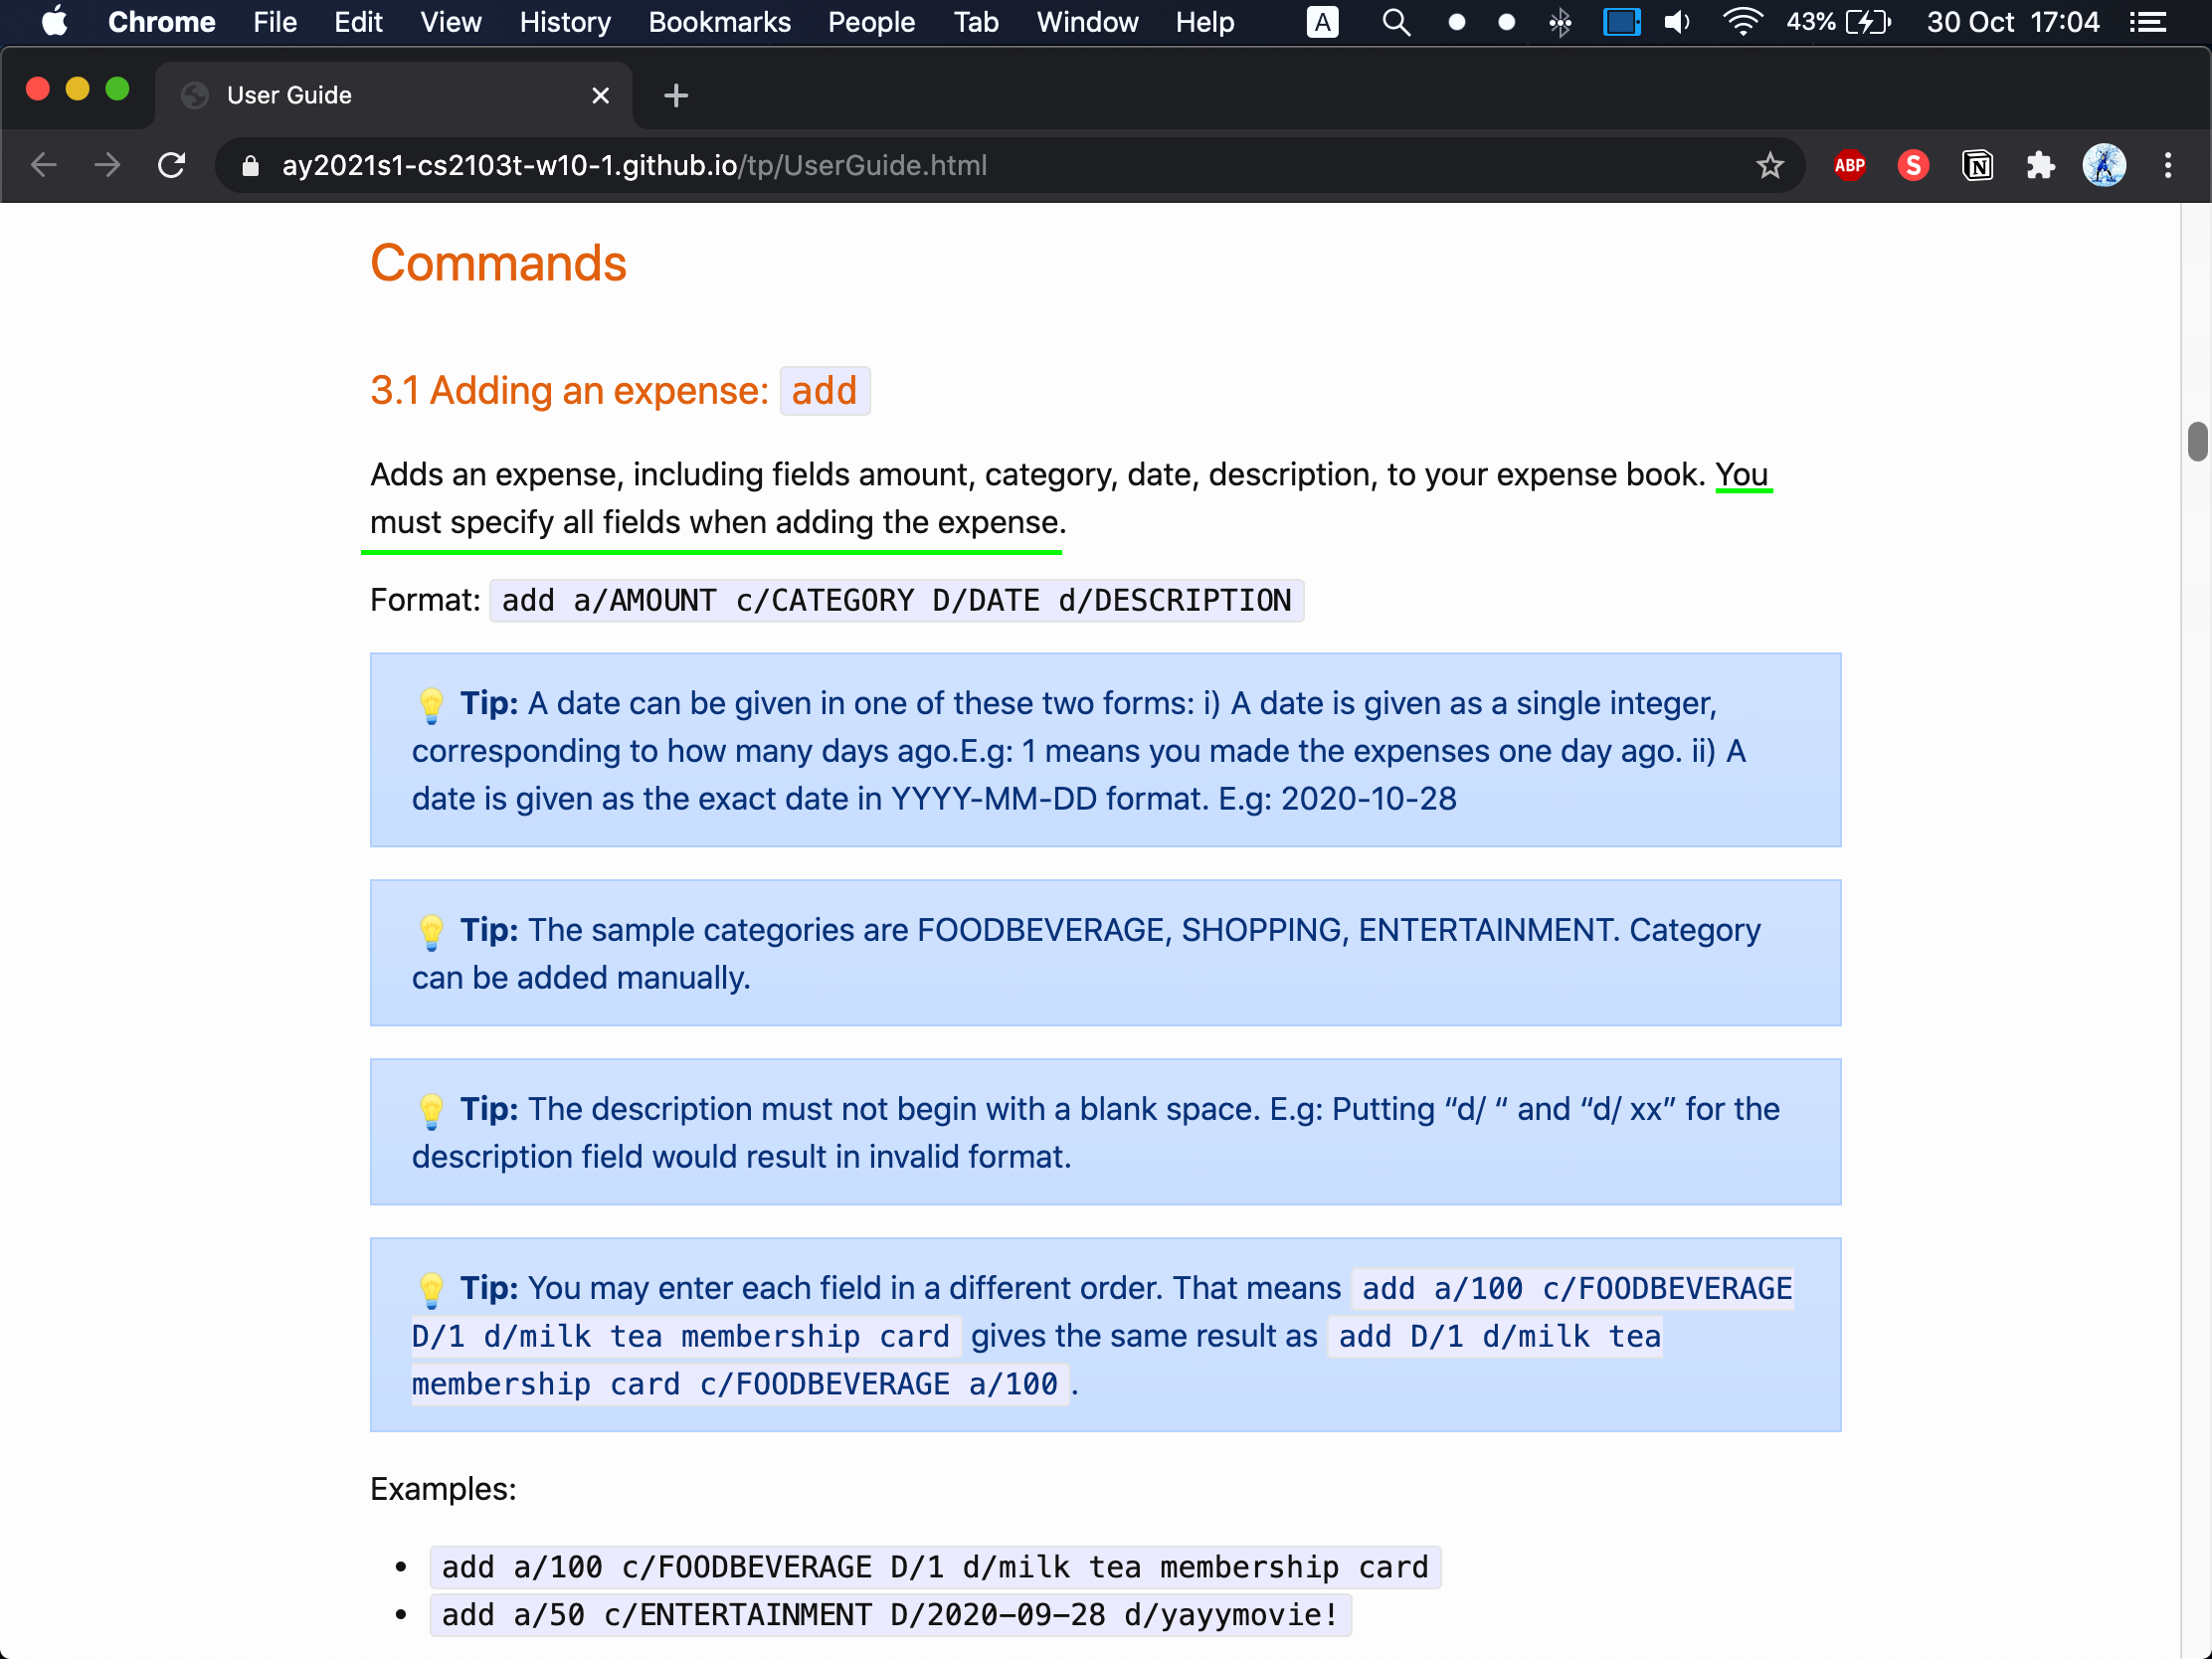 Chrome File Edit View History Bookmarks People Tab Window Help A 43% 30 Oct 17:04
User Guide
ay2021s1-cs2103t-w10-1.github.io/tp/UserGuide.html ABP S N
Commands
3.1 Adding an expense: add
Adds an expense, including fields amount, category, date, description, to your expense book. You
must specify all fields when adding the expense.
Format: add a/AMOUNT c/CATEGORY D/DATE d/DESCRIPTION
Tip: A date can be given in one of these two forms: i) A date is given as a single integer,
corresponding to how many days ago.E.g: 1 means you made the expenses one day ago. ii) A
date is given as the exact date in YYYY-MM-DD format. E.g: 2020-10-28
Tip: The sample categories are FOODBEVERAGE, SHOPPING, ENTERTAINMENT. Category
can be added manually.
Tip: The description must not begin with a blank space. E.g: Putting “d/ “ and “d/ xx” for the
description field would result in invalid format.
Tip: You may enter each field in a different order. That means add a/100 c/FOODBEVERAGE
D/1 d/milk tea membership card gives the same result as add D/1 d/milk tea
membership card c/FOODBEVERAGE a/100 .
Examples:
• add a/100 c/FOODBEVERAGE D/1 d/milk tea membership card
• add a/50 c/ENTERTAINMENT D/2020-09-28 d/yayymovie!